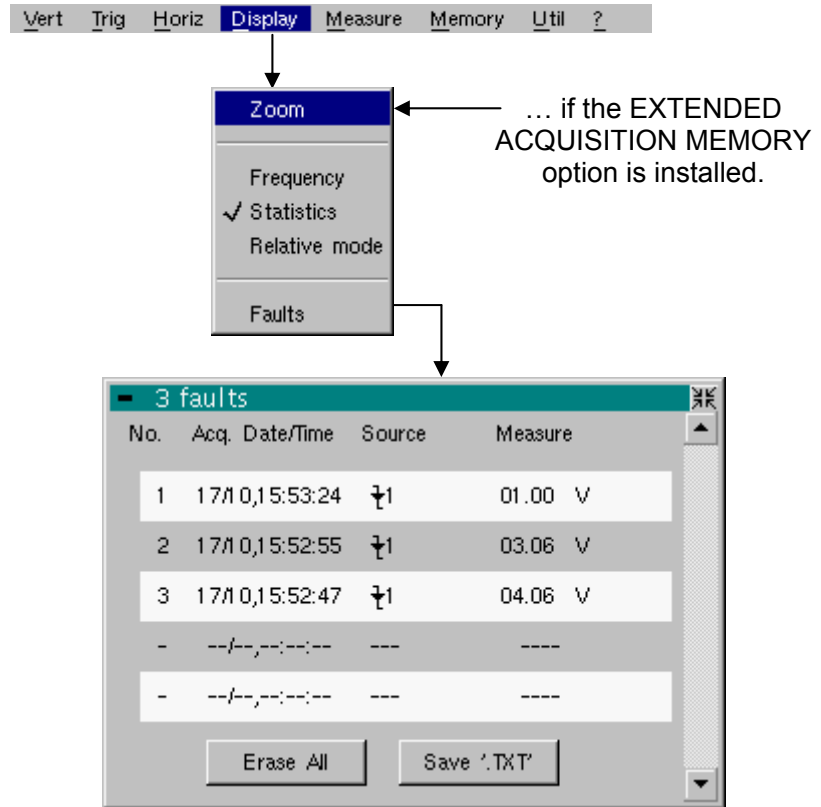 Vert Trig Horiz Display Measure Memory Util ?
Zoom
… if the EXTENDED
ACQUISITION MEMORY
option is installed.
Frequency
✓ Statistics
Relative mode
Faults
3 faults
No. Acq. Date/Time Source Measure
1 17/10,15:53:24 1 01.00 V
2 17/10,15:52:55 1 03.06 V
3 17/10,15:52:47 1 04.06 V
- --/--,--:--:-- --- ----
- --/--,--:--:-- --- ----
Erase All Save '.TXT'